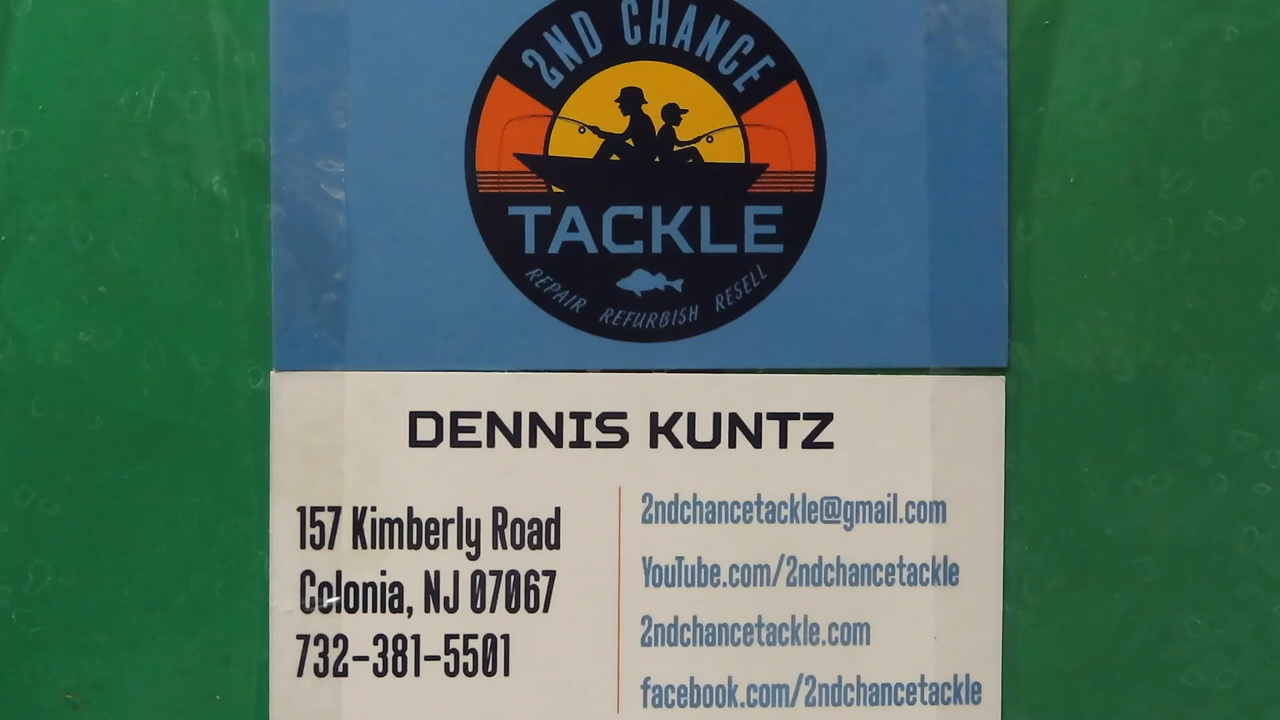 2ND CHANCE
TACKLE
REPAIR REFURBISH RESELL
DENNIS KUNTZ
157 Kimberly Road
Colonia, NJ 07067
732-381-5501
2ndchancetackle@gmail.com
YouTube.com/2ndchancetackle
2ndchancetackle.com
facebook.com/2ndchancetackle